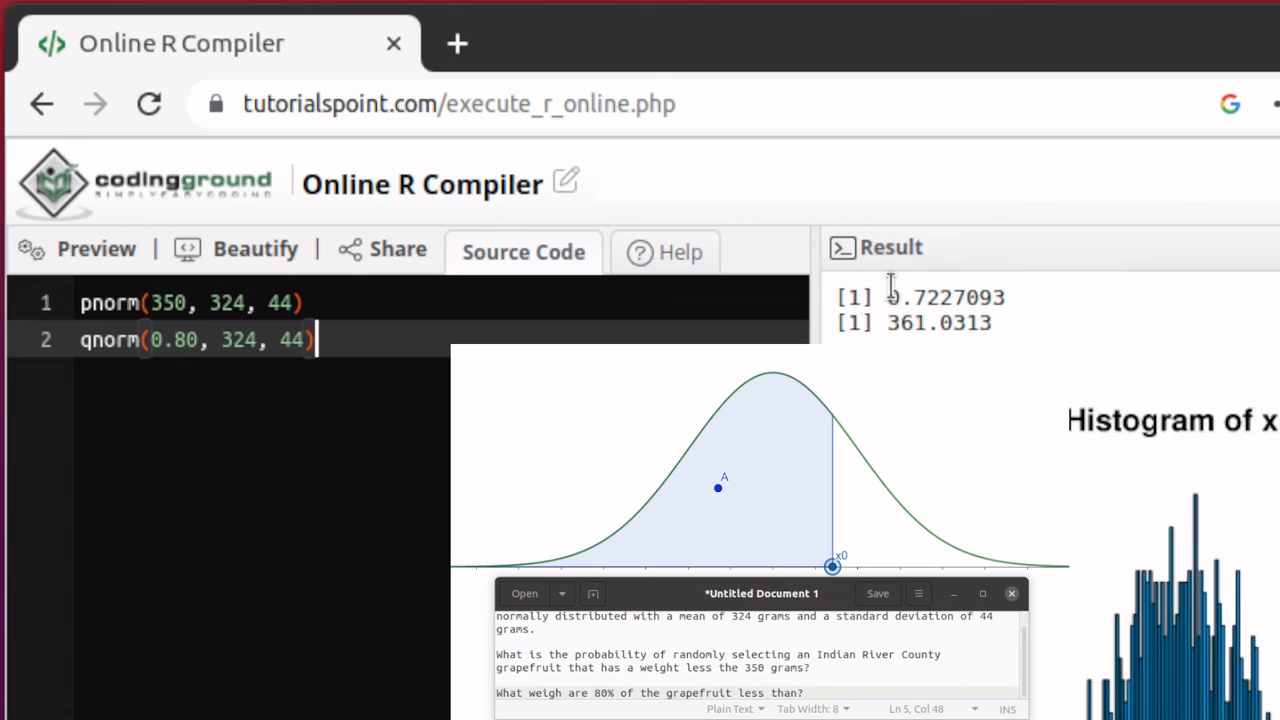 Online R Compiler
tutorialspoint.com/execute_r_online.php
codingground
SIMPLYEASYCODING
Online R Compiler
Preview | Beautify | Share Source Code Help
Result
1 pnorm(350, 324, 44)
2 qnorm(0.80, 324, 44)
[1] 0.7227093
[1] 361.0313
A
x0
Histogram of x
Open *Untitled Document 1 Save
normally distributed with a mean of 324 grams and a standard deviation of 44
grams.
What is the probability of randomly selecting an Indian River County
grapefruit that has a weight less the 350 grams?
What weigh are 80% of the grapefruit less than?
Plain Text Tab Width: 8 Ln 5, Col 48 INS